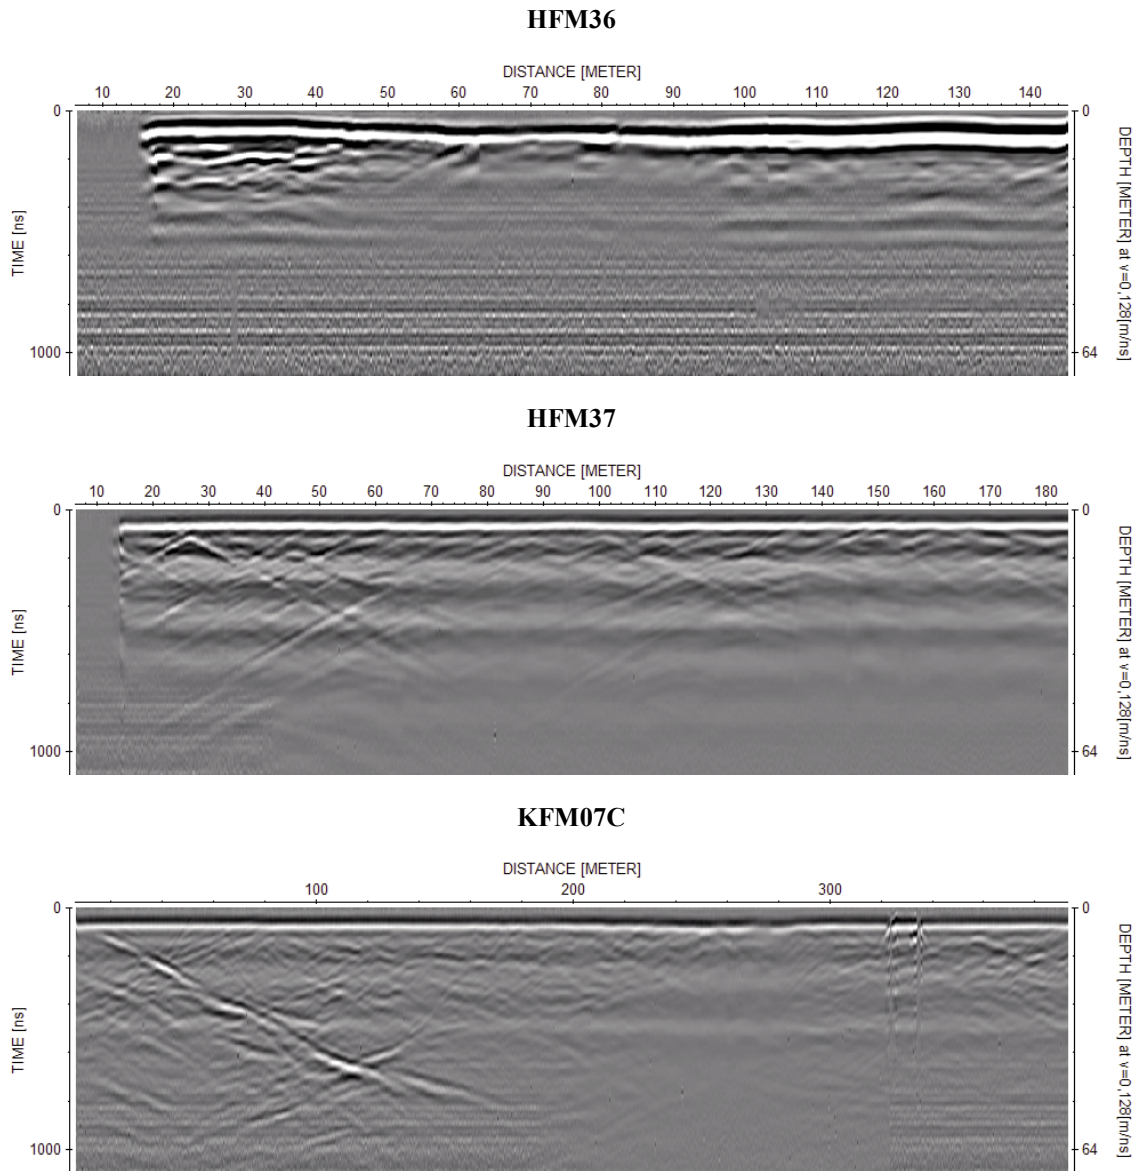 HFM36
DISTANCE [METER]
10 20 30 40 50 60 70 80 90 100 110 120 130 140
0 0
TIME [ns]
DEPTH [METER] at v=0,128[m/ns]
1000 64
HFM37
DISTANCE [METER]
10 20 30 40 50 60 70 80 90 100 110 120 130 140 150 160 170 180
0 0
TIME [ns]
DEPTH [METER] at v=0,128[m/ns]
1000 64
KFM07C
DISTANCE [METER]
100 200 300
0 0
TIME [ns]
DEPTH [METER] at v=0,128[m/ns]
1000 64